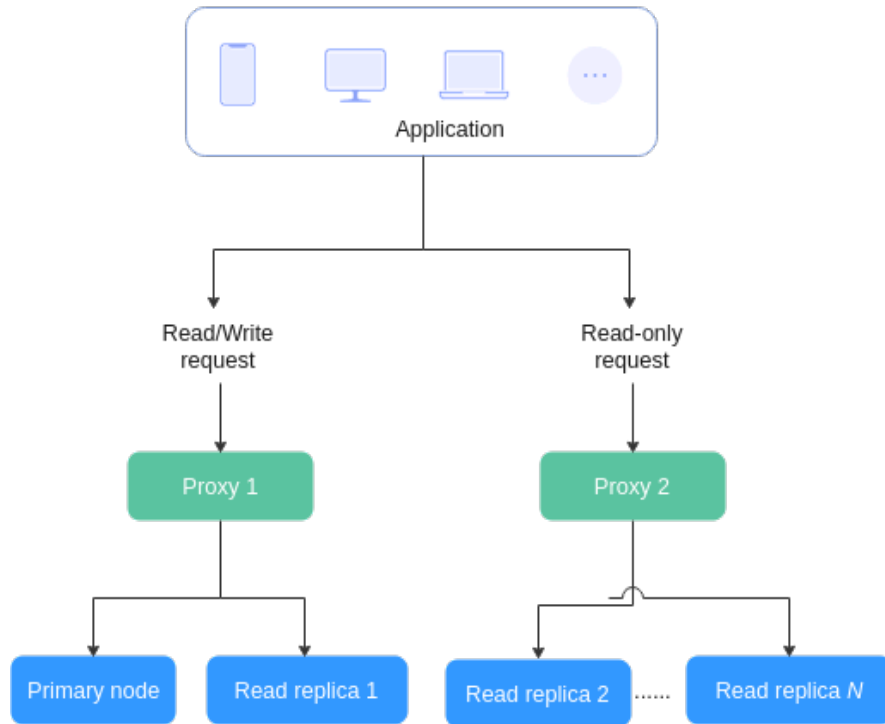 Application
Read/Write
request
Read-only
request
Proxy 1
Proxy 2
Primary node
Read replica 1
Read replica 2
......
Read replica N